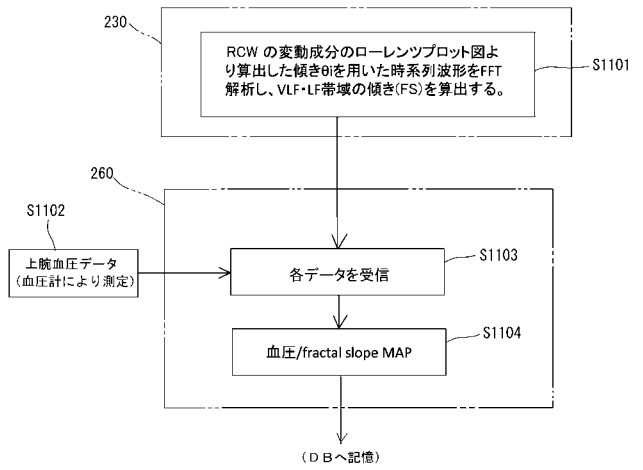 230
RCW の変動成分のローレンツプロット図
より算出した傾きθiを用いた時系列波形をFFT
解析し、VLF・LF帯域の傾き(FS)を算出する。
S1101
260
S1102
上腕血圧データ
(血圧計により測定)
各データを受信
S1103
血圧/fractal slope MAP
S1104
(ＤＢへ記憶)